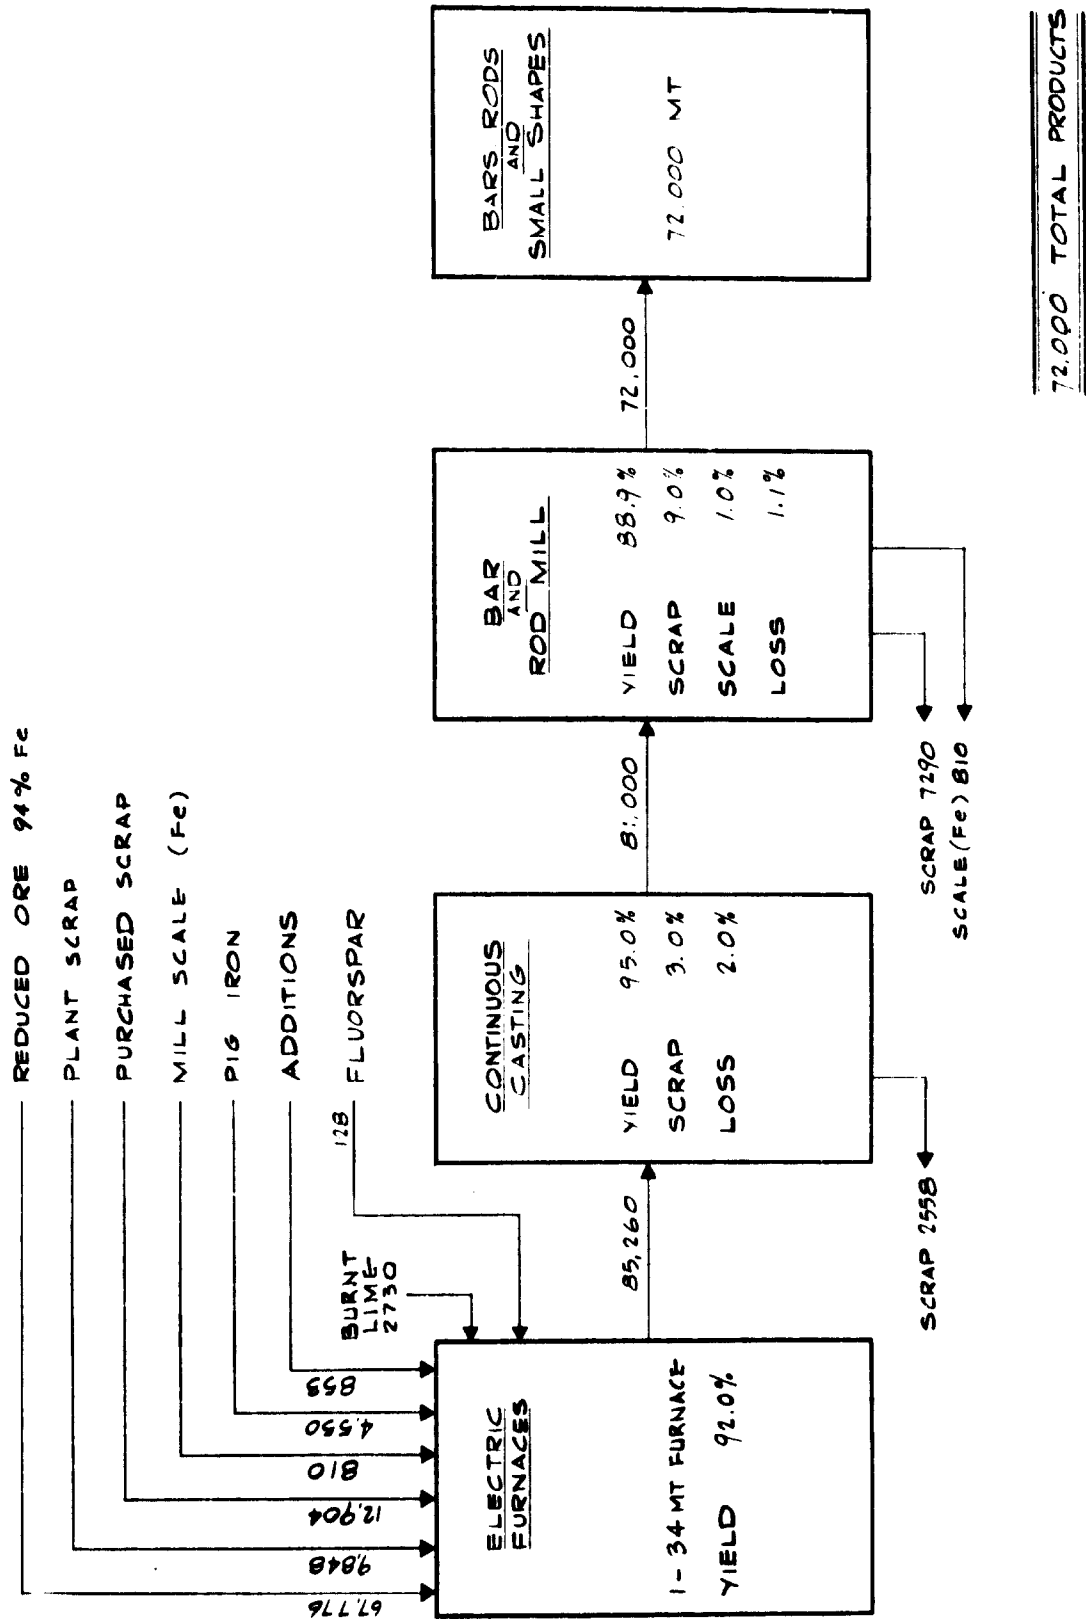 REDUCED ORE 94% Fe
PLANT SCRAP
PURCHASED SCRAP
MILL SCALE (Fe)
PIG IRON
ADDITIONS
128
FLUORSPAR
BURNT
LIME
2730
67,776
9,848
12,904
810
4,550
853
ELECTRIC
FURNACES
1-34 MT FURNACE
YIELD 92.0%
85,260
CONTINUOUS
CASTING
YIELD 95.0%
SCRAP 3.0%
LOSS 2.0%
SCRAP 2558
81,000
BAR
AND
ROD MILL
YIELD 88.9%
SCRAP 9.0%
SCALE 1.0%
LOSS 1.1%
SCRAP 7290
SCALE (Fe) 810
72,000
BARS RODS
AND
SMALL SHAPES
72.000 MT
72.000 TOTAL PRODUCTS